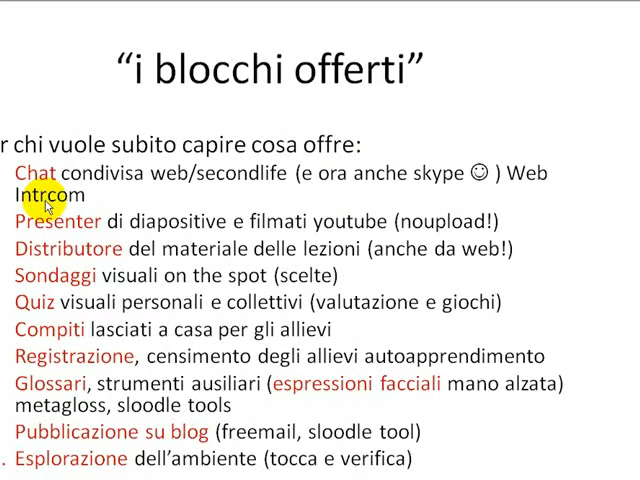 “i blocchi offerti”
r chi vuole subito capire cosa offre:
Chat condivisa web/secondlife (e ora anche skype ☺ ) Web
Intrcom
Presenter di diapositive e filmati youtube (noupload!)
Distributore del materiale delle lezioni (anche da web!)
Sondaggi visuali on the spot (scelte)
Quiz visuali personali e collettivi (valutazione e giochi)
Compiti lasciati a casa per gli allievi
Registrazione, censimento degli allievi autoapprendimento
Glossari, strumenti ausiliari (espressioni facciali mano alzata)
metagloss, sloodle tools
Pubblicazione su blog (freemail, sloodle tool)
. Esplorazione dell’ambiente (tocca e verifica)